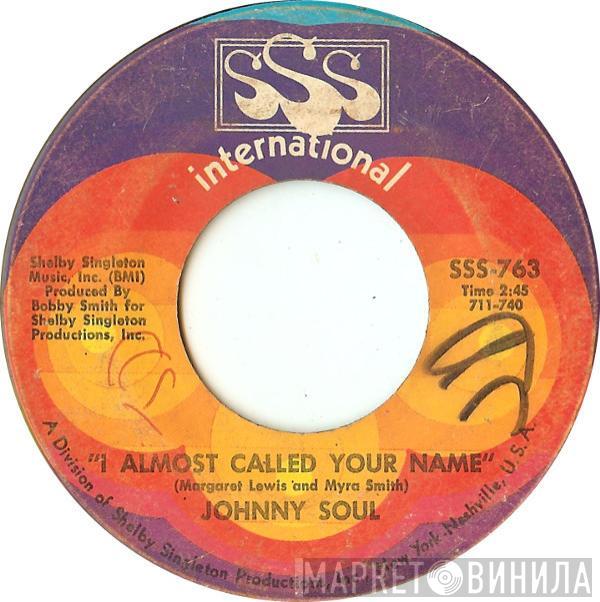 SSS
international
Shelby Singleton
Music, Inc. (BMI)
Produced By
Bobby Smith for
Shelby Singleton
Productions, Inc.
SSS-763
Time 2:45
711-740
"I ALMOST CALLED YOUR NAME"
(Margaret Lewis and Myra Smith)
JOHNNY SOUL
A Division of Shelby Singleton Productions, Inc. New York-Nashville, U.S.A.
МАРКЕТ ВИНИЛА